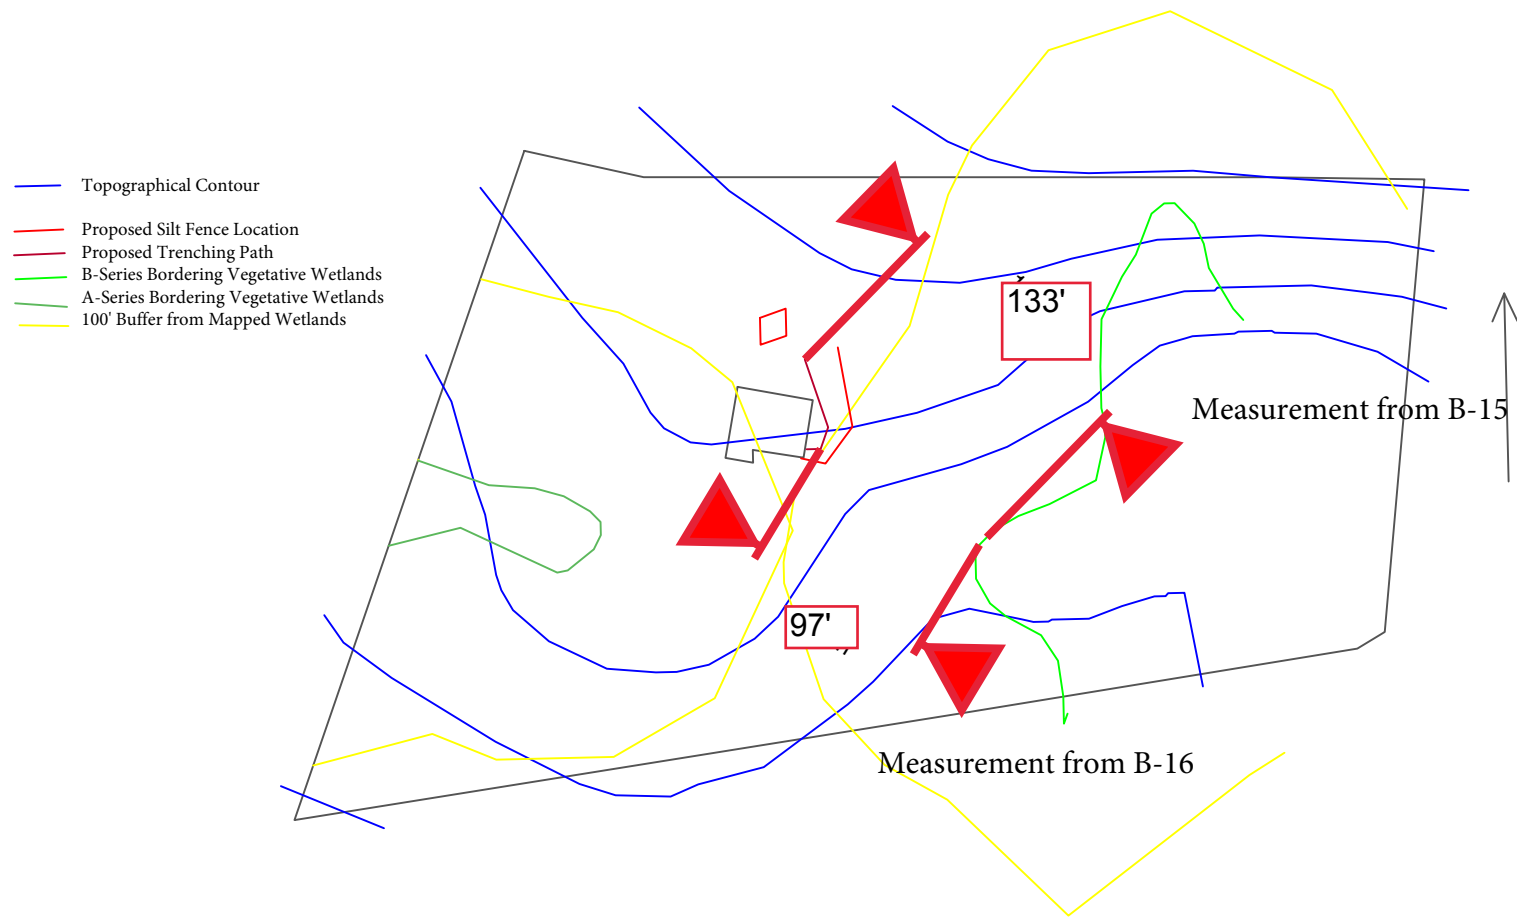 Topographical Contour
Proposed Silt Fence Location
Proposed Trenching Path
B-Series Bordering Vegetative Wetlands
A-Series Bordering Vegetative Wetlands
100' Buffer from Mapped Wetlands
133'
Measurement from B-15
97'
Measurement from B-16